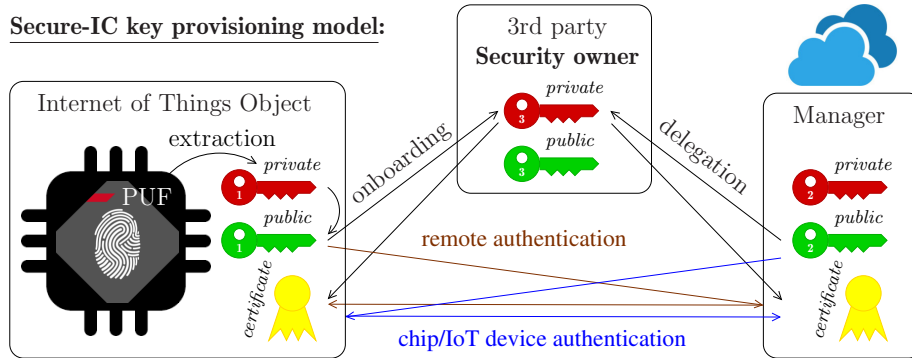 Secure-IC key provisioning model:
3rd party
Security owner
Internet of Things Object
Manager
extraction
PUF
private
1
public
1
certificate
onboarding
private
3
public
3
delegation
private
2
public
2
certificate
remote authentication
chip/IoT device authentication